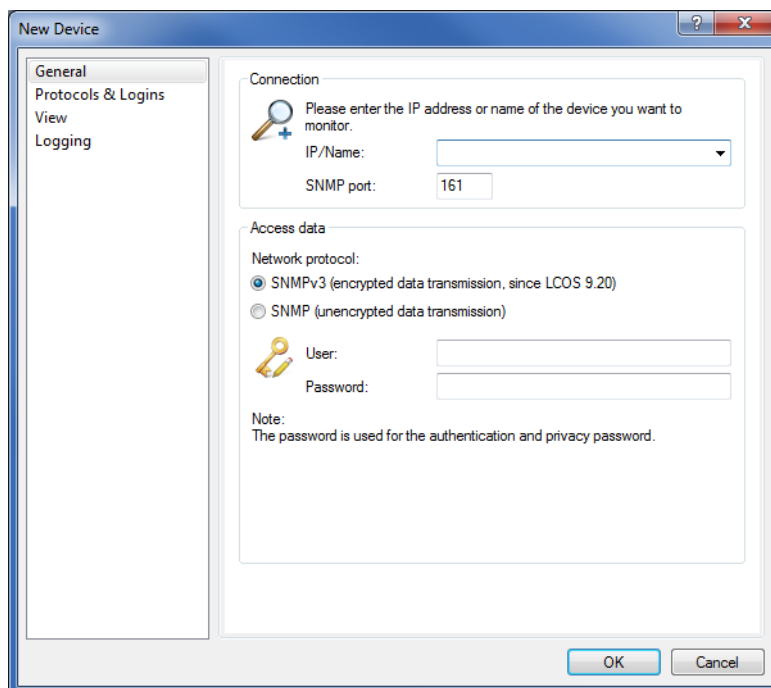 New Device
?
General
Protocols & Logins
View
Logging
Connection
Please enter the IP address or name of the device you want to
monitor.
IP/Name:
SNMP port: 161
Access data
Network protocol:
SNMPv3 (encrypted data transmission, since LCOS 9.20)
SNMP (unencrypted data transmission)
User:
Password:
Note:
The password is used for the authentication and privacy password.
OK Cancel